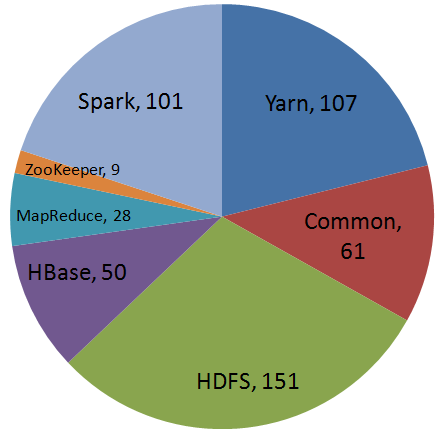 Spark, 101
Yarn, 107
ZooKeeper, 9
MapReduce, 28
Common,
61
HBase, 50
HDFS, 151